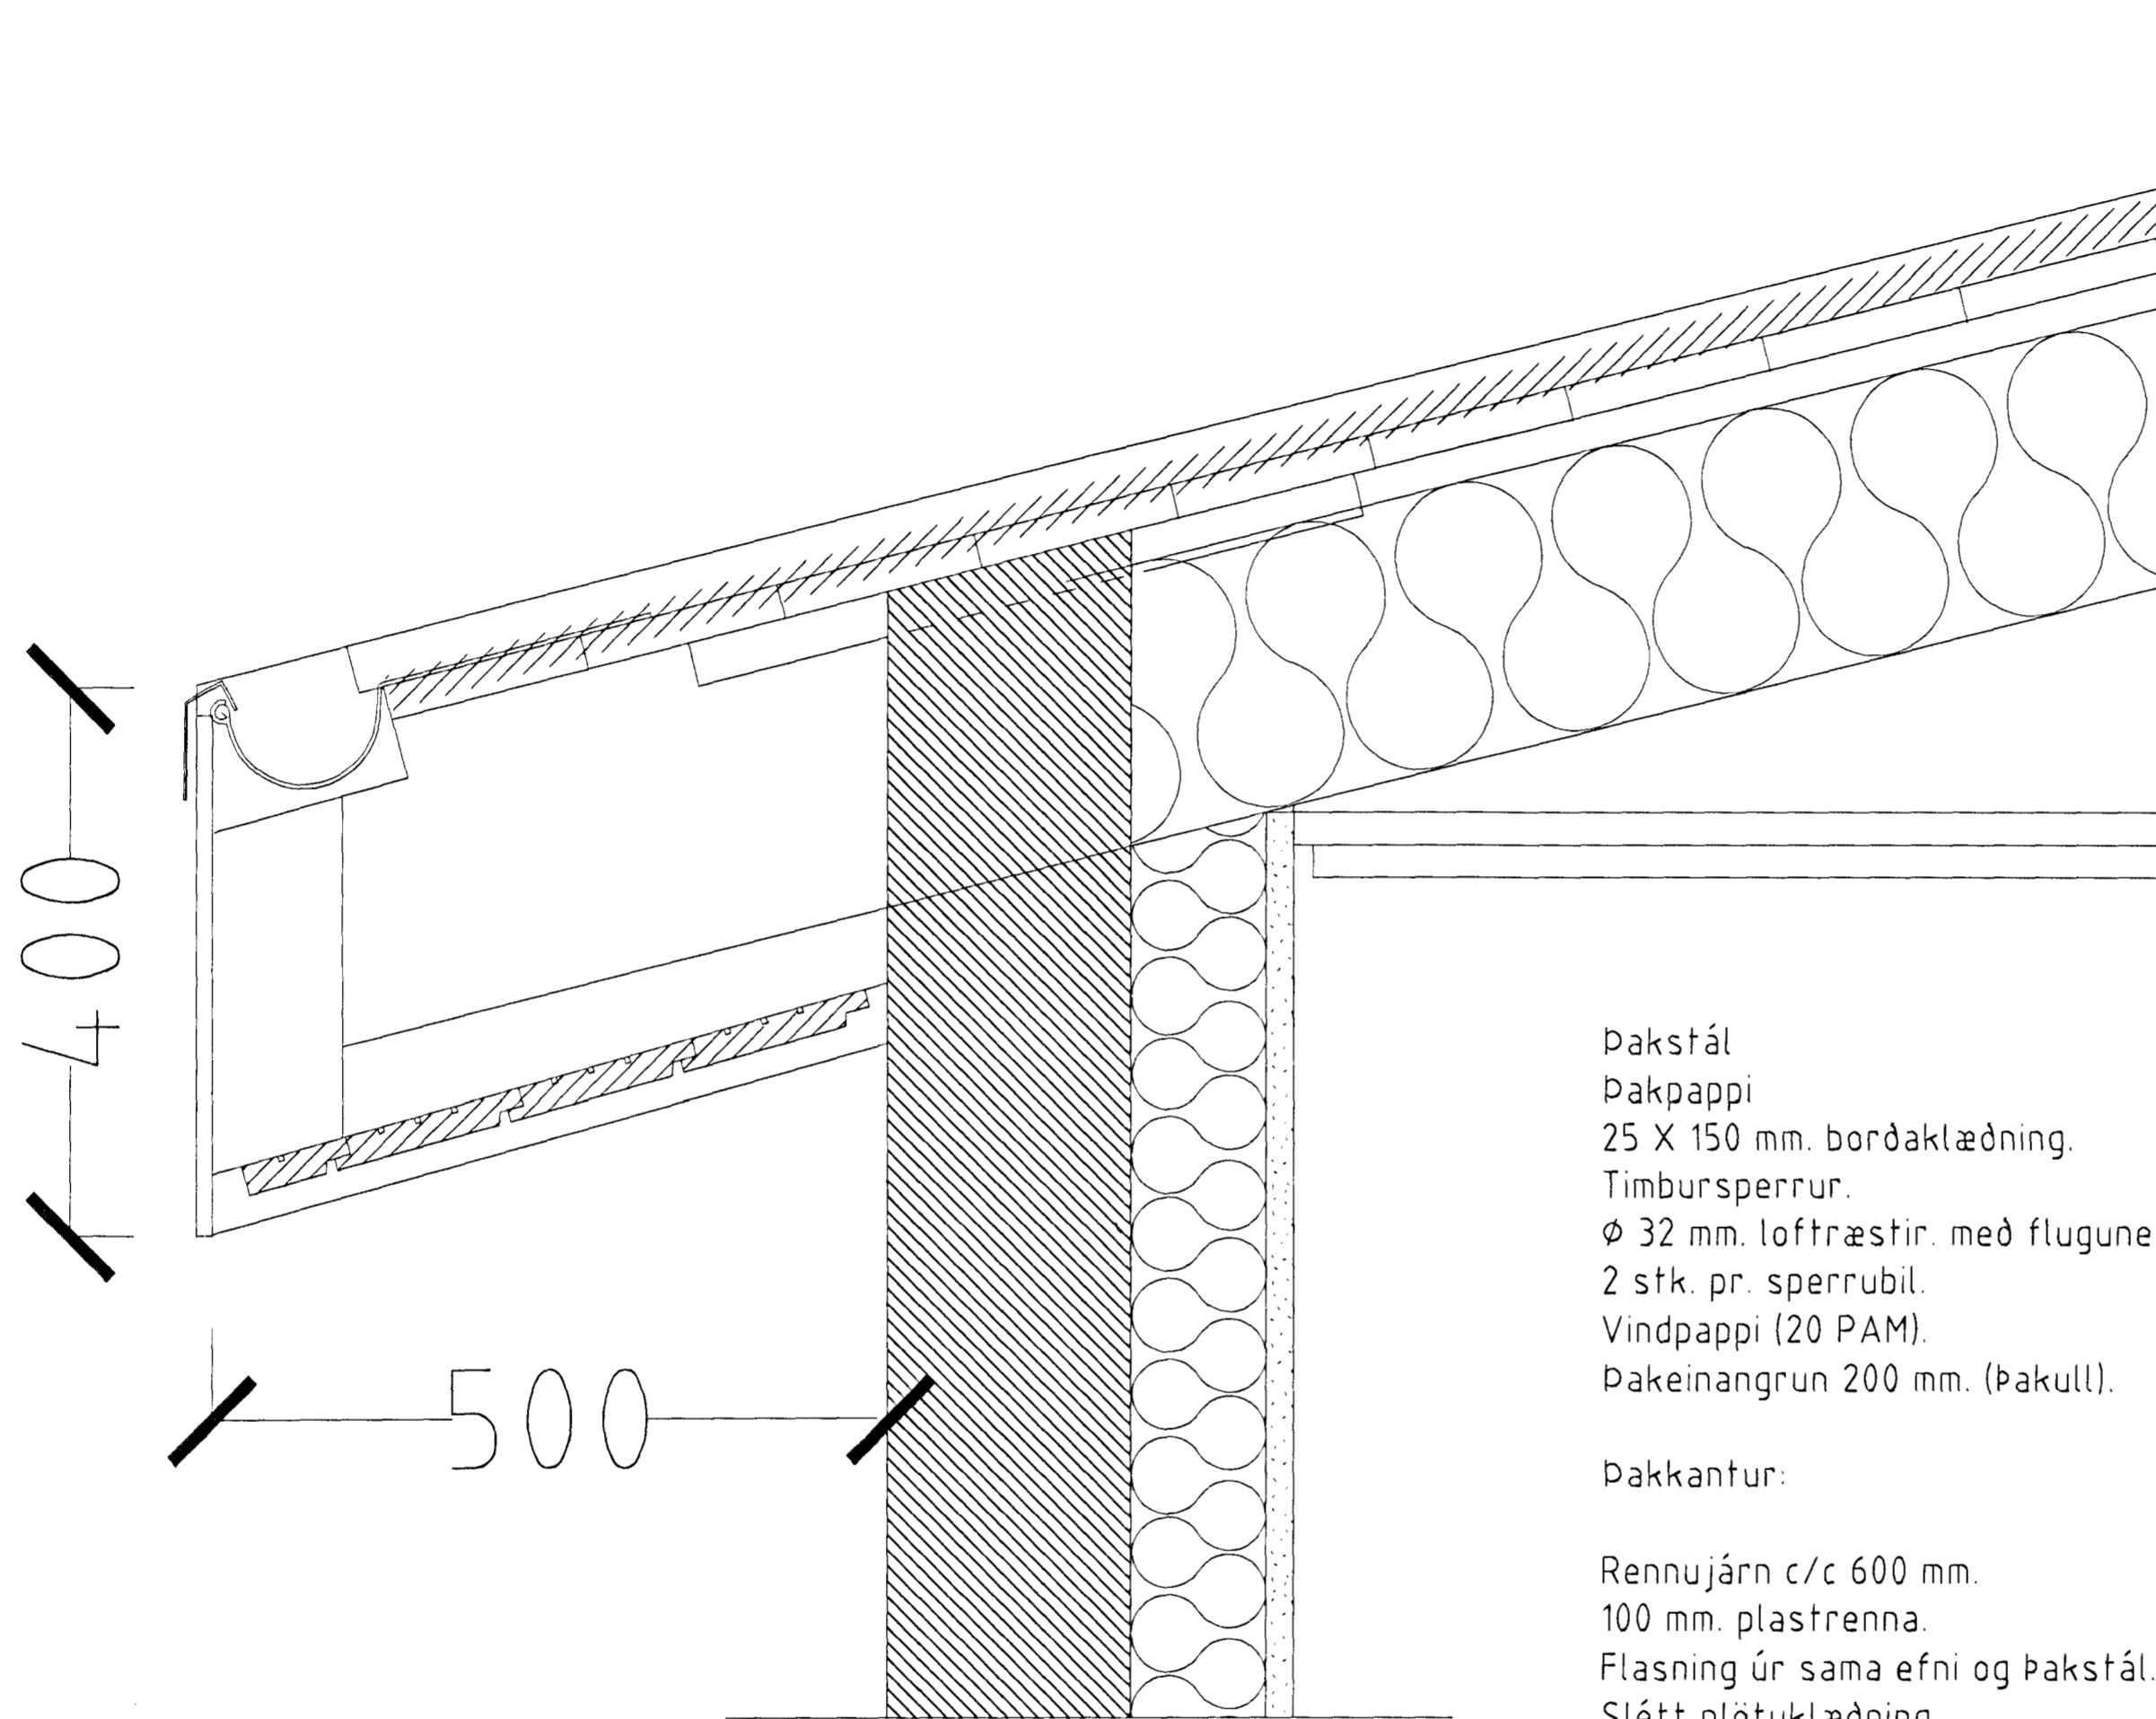 400
500
Þakstál
Þakpappi
25 X 150 mm. borðaklæðning.
Timbursperrur.
Ø 32 mm. loftræstir. með flugune
2 stk. pr. sperrubil.
Vindpappi (20 PAM).
Þakeinangrun 200 mm. (Þakull).
Þakkantur:
Rennujárn c/c 600 mm.
100 mm. plastrenna.
Flasning úr sama efni og Þakstál.
Slétt plötuklæðning